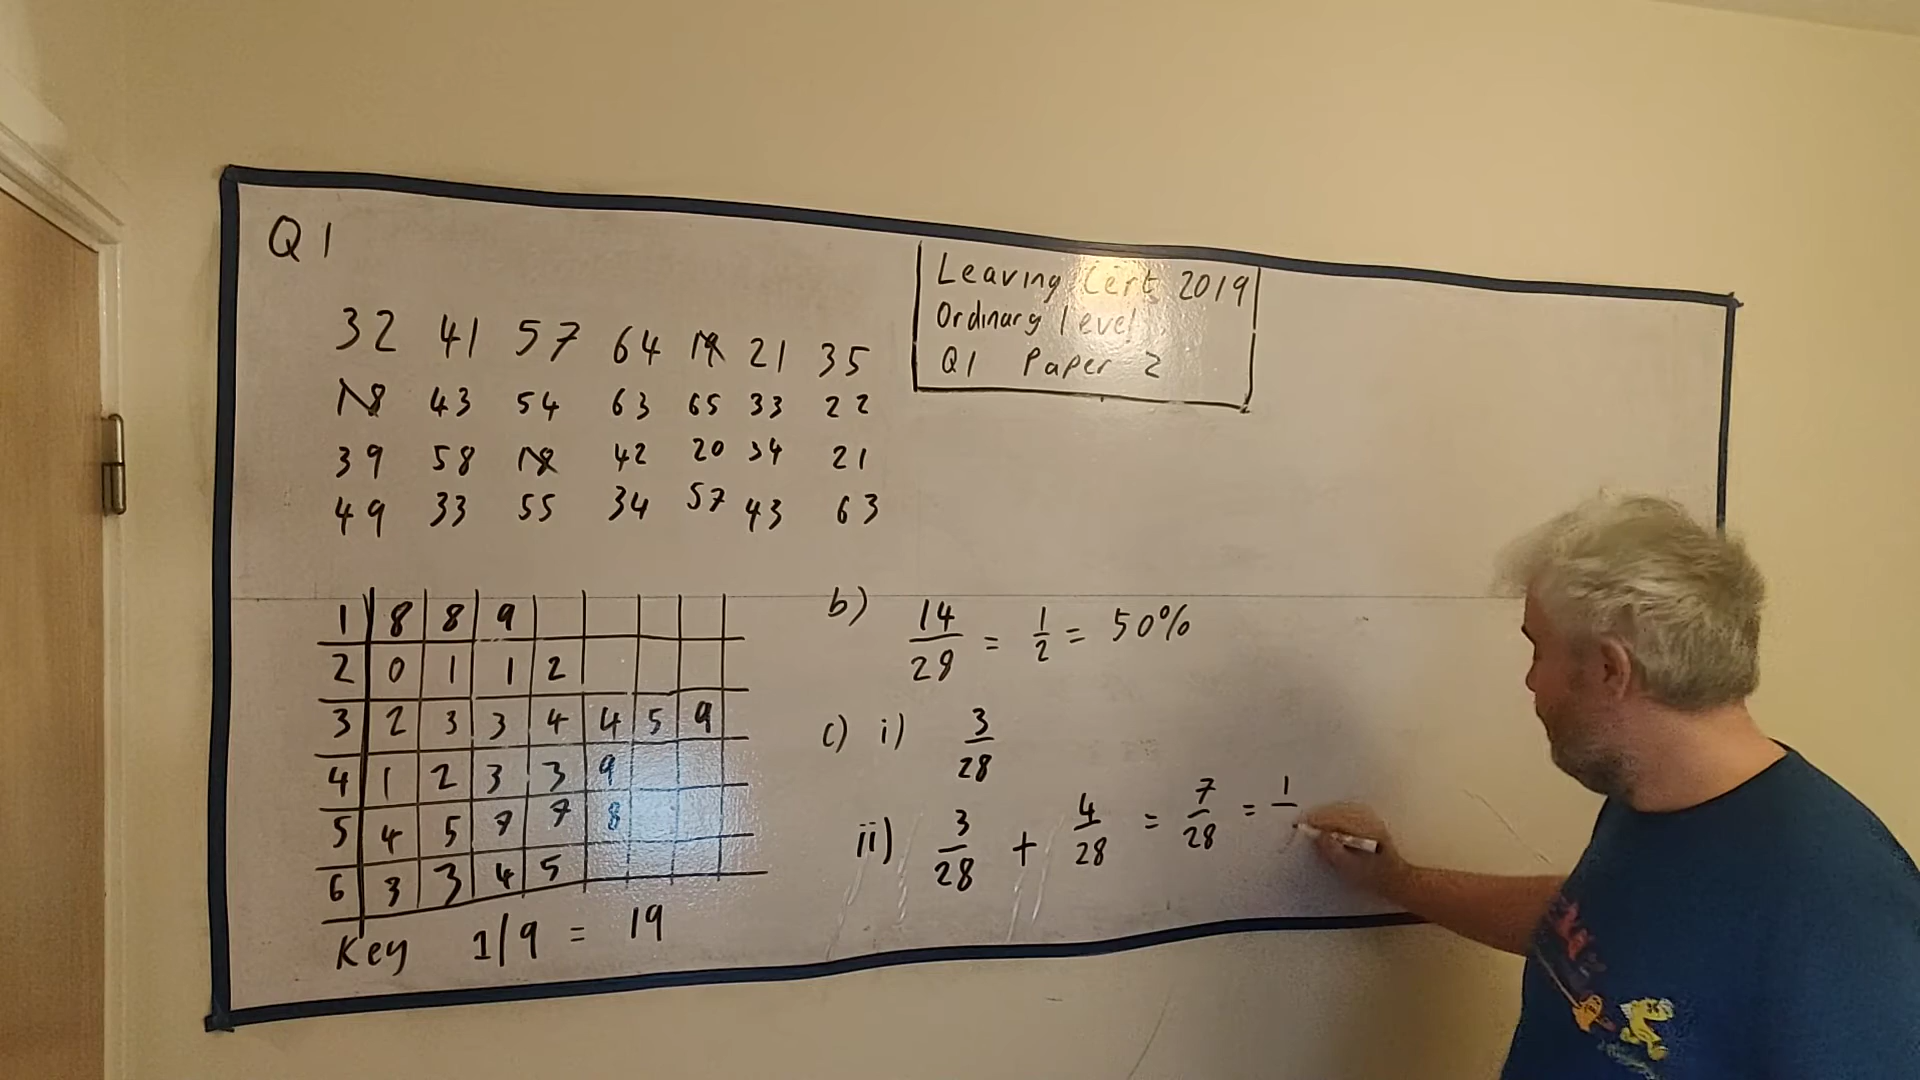 Q1
Leaving Cert 2019
Ordinary level
Q1 Paper 2
32 41 57 64 19 21 35
18 43 54 63 65 33 22
39 58 18 42 20 34 21
49 33 55 34 57 43 63
1 8 8 9
2 0 1 1 2
3 2 3 3 4 4 5 9
4 1 2 3 3 9
5 4 5 7 7 8
6 3 3 4 5
Key 1/9 = 19
b) 14/28 = 1/2 = 50%
c) i) 3/28
ii) 3/28 + 4/28 = 7/28 = 1/